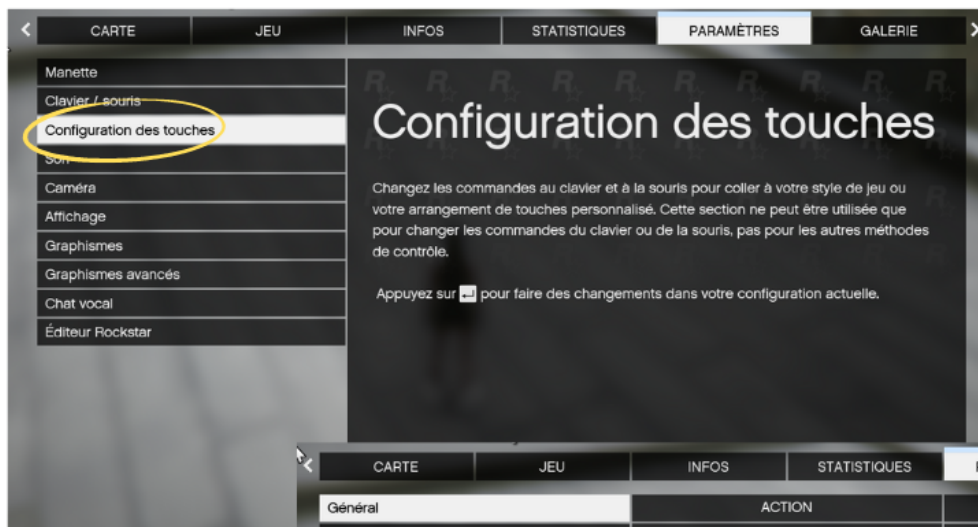 CARTE JEU INFOS STATISTIQUES PARAMÈTRES GALERIE
Manette
Clavier / souris
Configuration des touches
Son
Caméra
Affichage
Graphismes
Graphismes avancés
Chat vocal
Éditeur Rockstar
Configuration des touches
Changez les commandes au clavier et à la souris pour coller à votre style de jeu ou
votre arrangement de touches personnalisé. Cette section ne peut être utilisée que
pour changer les commandes du clavier ou de la souris, pas pour les autres méthodes
de contrôle.
Appuyez sur ↵ pour faire des changements dans votre configuration actuelle.
CARTE JEU INFOS STATISTIQUES
Général ACTION